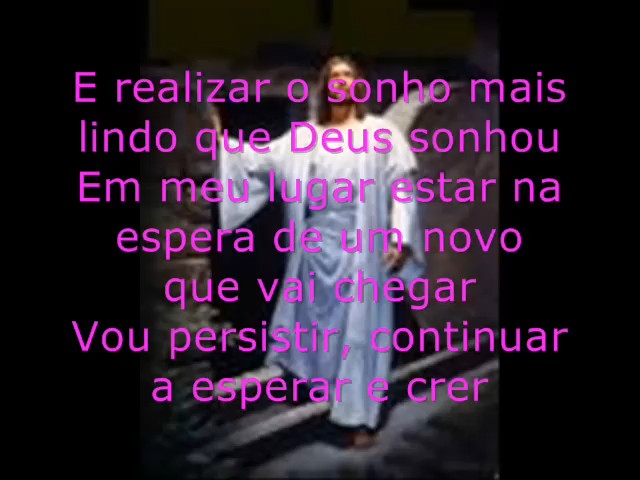 E realizar o sonho mais
lindo que Deus sonhou
Em meu lugar estar na
espera de um novo
que vai chegar
Vou persistir, continuar
a esperar e crer